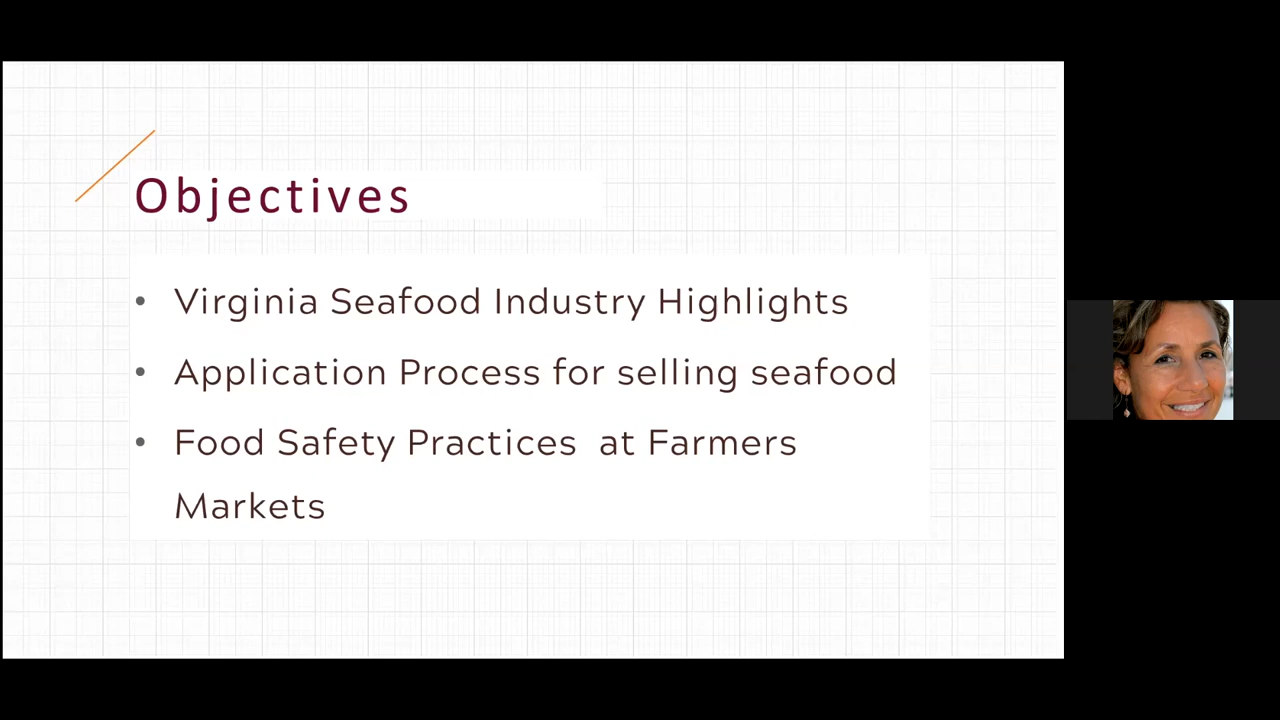 Objectives
• Virginia Seafood Industry Highlights
• Application Process for selling seafood
• Food Safety Practices  at Farmers
Markets